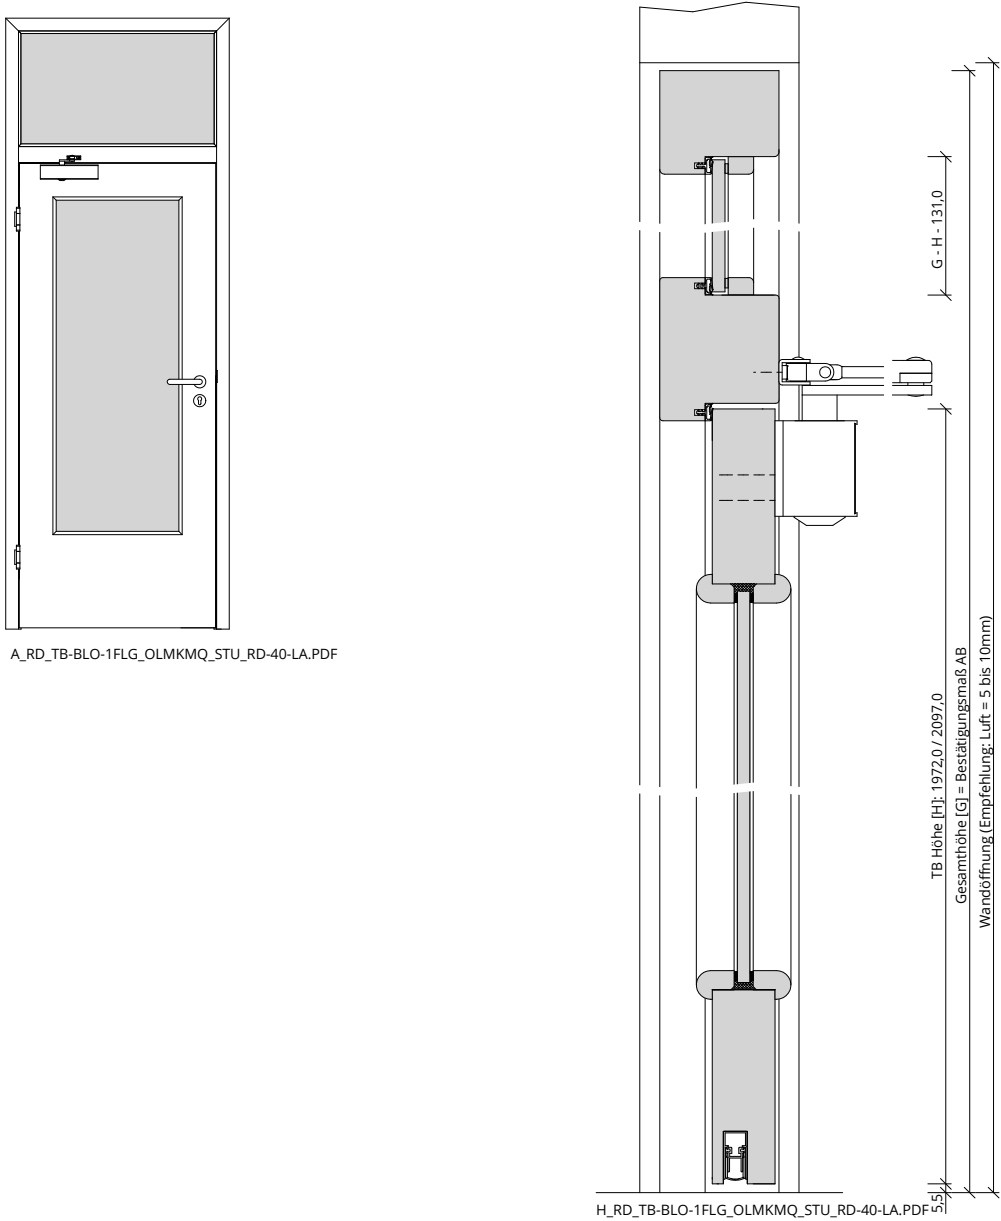 A_RD_TB-BLO-1FLG_OLMKMQ_STU_RD-40-LA.PDF
G - H - 131,0
TB Höhe [H]: 1972,0 / 2097,0
Gesamthöhe [G] = Bestätigungsmaß AB
Wandöffnung (Empfehlung: Luft = 5 bis 10mm)
5,5
H_RD_TB-BLO-1FLG_OLMKMQ_STU_RD-40-LA.PDF